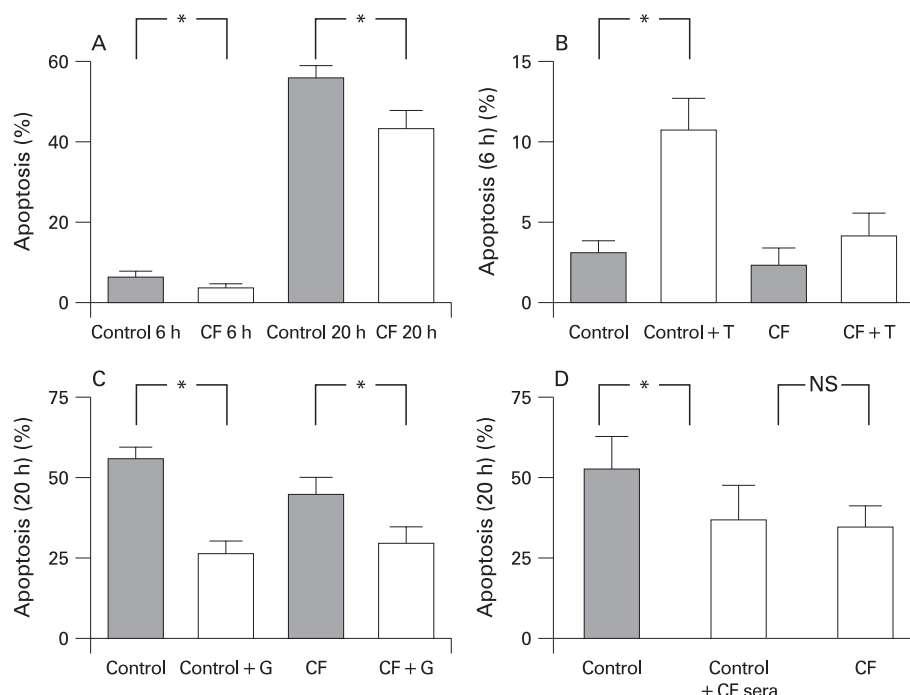 A
*
*
Apoptosis (%)
60
40
20
0
Control 6 h
CF 6 h
Control 20 h
CF 20 h
B
*
Apoptosis (6 h) (%)
15
10
5
0
Control
Control + T
CF
CF + T
C
*
*
Apoptosis (20 h) (%)
75
50
25
0
Control
Control + G
CF
CF + G
D
*
NS
Apoptosis (20 h) (%)
75
50
25
0
Control
Control
+ CF sera
CF